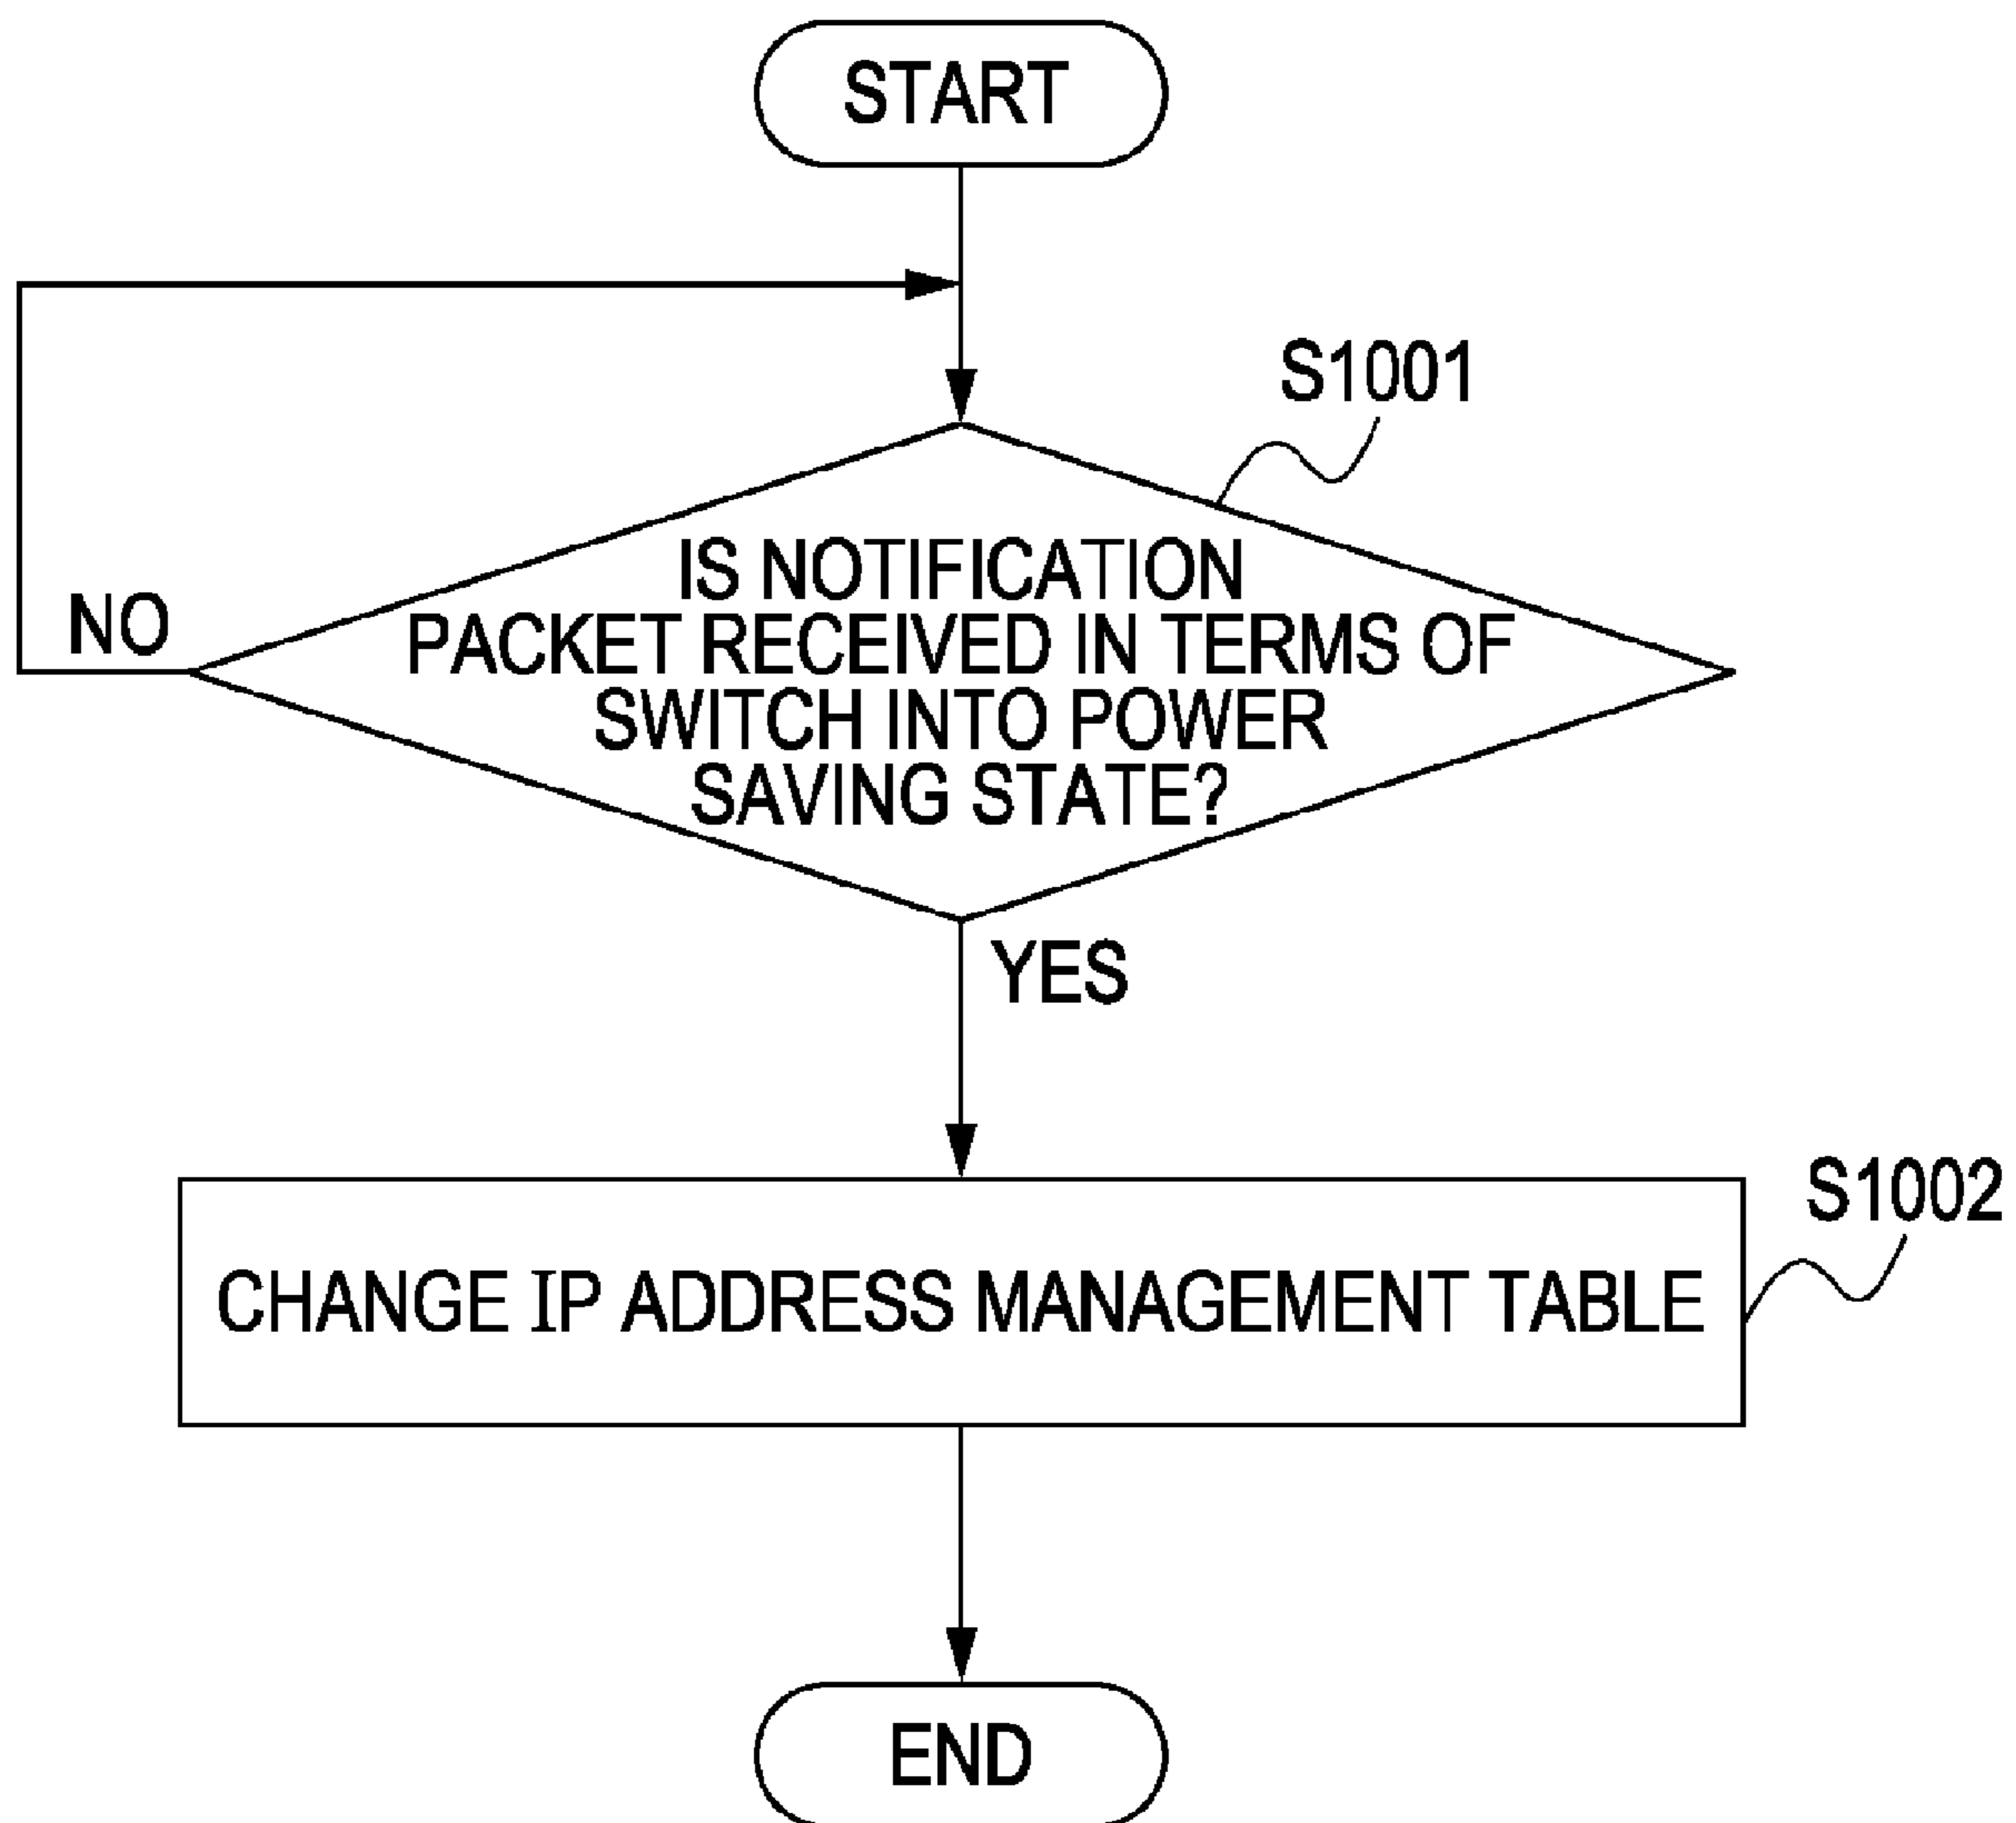 START
S1001
IS NOTIFICATION
PACKET RECEIVED IN TERMS OF
SWITCH INTO POWER
SAVING STATE?
NO
YES
S1002
CHANGE IP ADDRESS MANAGEMENT TABLE
END